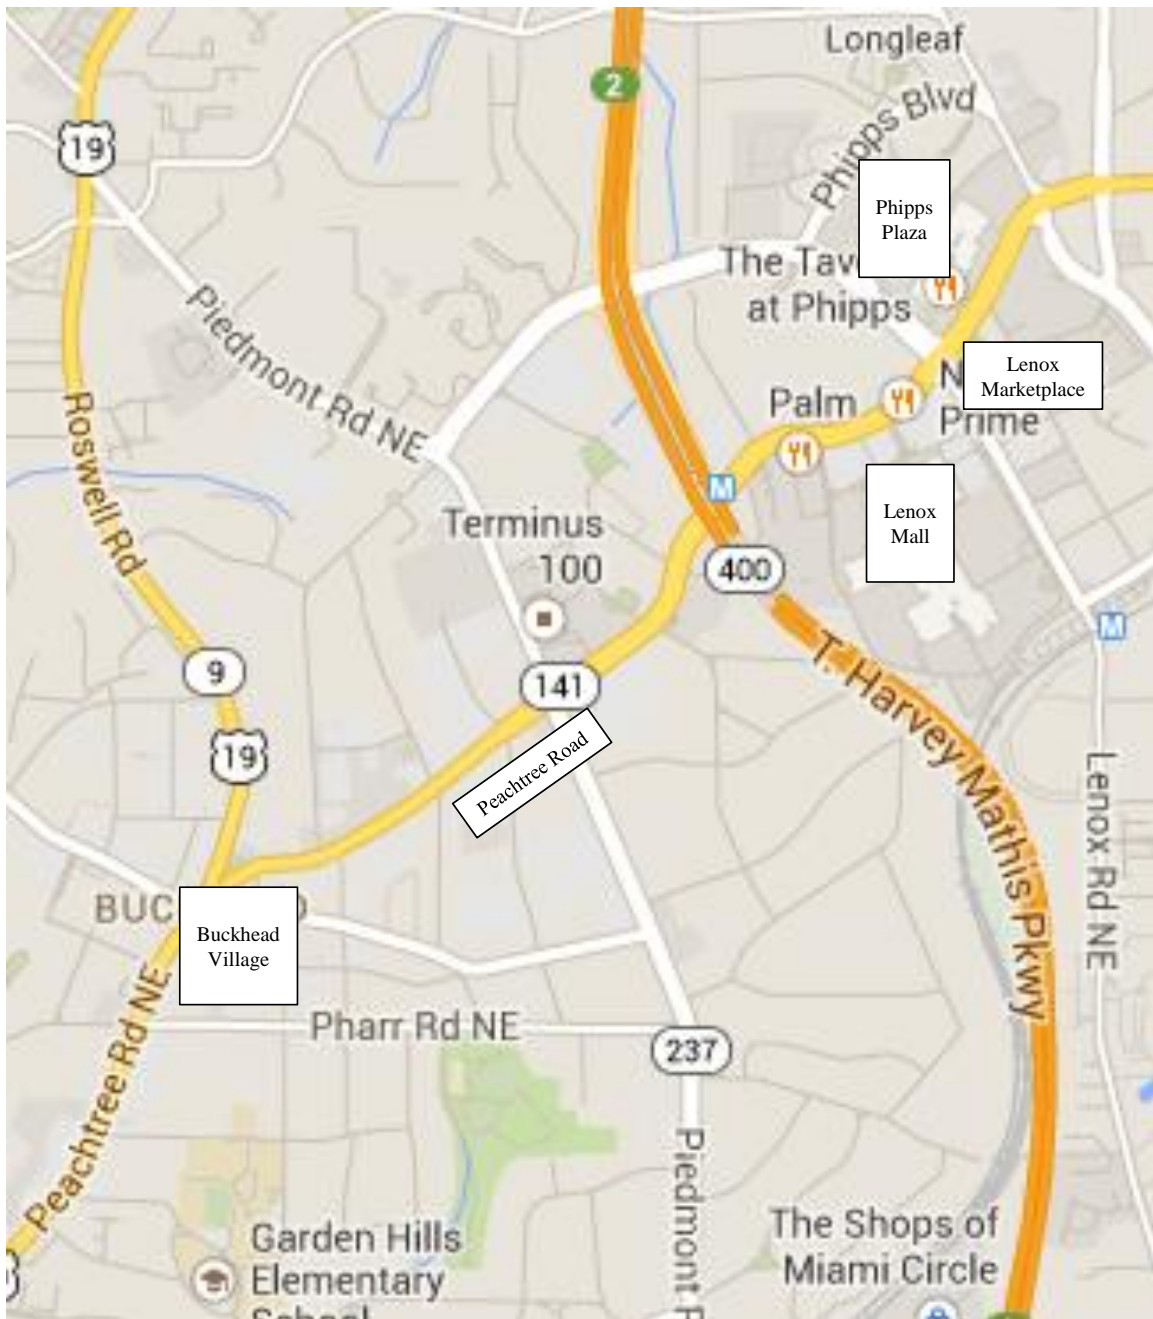 Longleaf
2
Phipps Blvd
19
Phipps
Plaza
The Tav
at Phipps
Piedmont Rd NE
Lenox
Marketplace
N
Prime
Palm
Roswell Rd
M
Lenox
Mall
Terminus
100
400
M
9
141
T. Harvey Mathis Pkwy
19
Peachtree Road
Lenox Rd NE
BUC
D
Buckhead
Village
Peachtree Rd NE
Pharr Rd NE
237
Piedmont R
The Shops of
Miami Circle
Garden Hills
Elementary
School